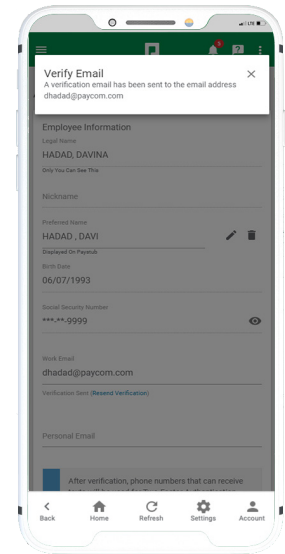 LTE
3
?
Verify Email
A verification email has been sent to the email address
dhadad@paycom.com
Employee Information
Legal Name
HADAD, DAVINA
Only You Can See This
Nickname
Preferred Name
HADAD , DAVI
Displayed On Paystub
Birth Date
06/07/1993
Social Security Number
***-**-9999
Work Email
dhadad@paycom.com
Verification Sent (Resend Verification)
Personal Email
After verification, phone numbers that can receive
Back Home Refresh Settings Account